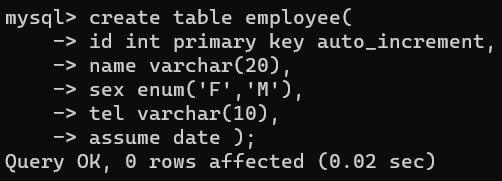 mysql> create table employee(
    -> id int primary key auto_increment,
    -> name varchar(20),
    -> sex enum('F','M'),
    -> tel varchar(10),
    -> assume date );
Query OK, 0 rows affected (0.02 sec)